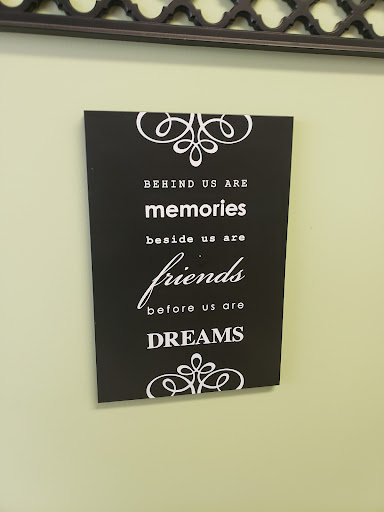 BEHIND US ARE
memories
beside us are
friends
before us are
DREAMS